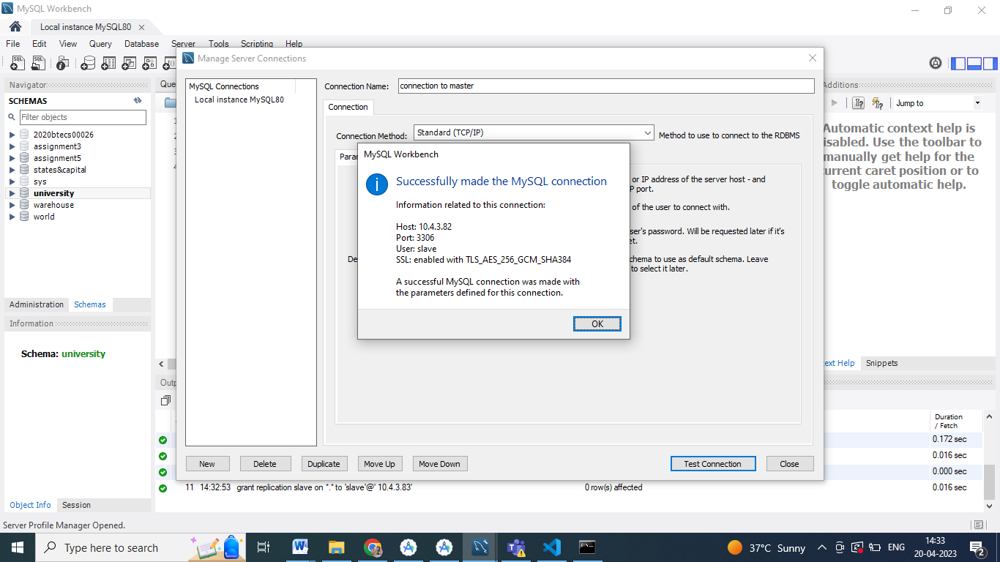 MySQL Workbench
Local instance MySQL80
File Edit View Query Database Server Tools Scripting Help
Manage Server Connections
Navigator
SCHEMAS
Filter objects
2020btecs00026
assignment3
assignment5
states&capital
sys
university
warehouse
world
Administration Schemas
Information
Schema: university
Object Info Session
MySQL Connections
Local instance MySQL80
Connection Name: connection to master
Connection
Connection Method: Standard (TCP/IP) Method to use to connect to the RDBMS
or IP address of the server host - and
port.
of the user to connect with.
password. Will be requested later if it's
to use as default schema. Leave
to select it later.
MySQL Workbench
Successfully made the MySQL connection
Information related to this connection:
Host: 10.4.3.82
Port: 3306
User: slave
SSL: enabled with TLS_AES_256_GCM_SHA384
A successful MySQL connection was made with
the parameters defined for this connection.
OK
New Delete Duplicate Move Up Move Down Test Connection Close
Additions
Jump to
Automatic context help is
disabled. Use the toolbar to
manually get help for the
current caret position or to
toggle automatic help.
Help Snippets
Duration
/ Fetch
0.172 sec
0.016 sec
0.000 sec
11 14:32:53 grant replication slave on *.* to 'slave'@' 10.4.3.83' 0 row(s) affected 0.016 sec
Server Profile Manager Opened.
Type here to search
37°C Sunny
ENG
14:33
20-04-2023
2